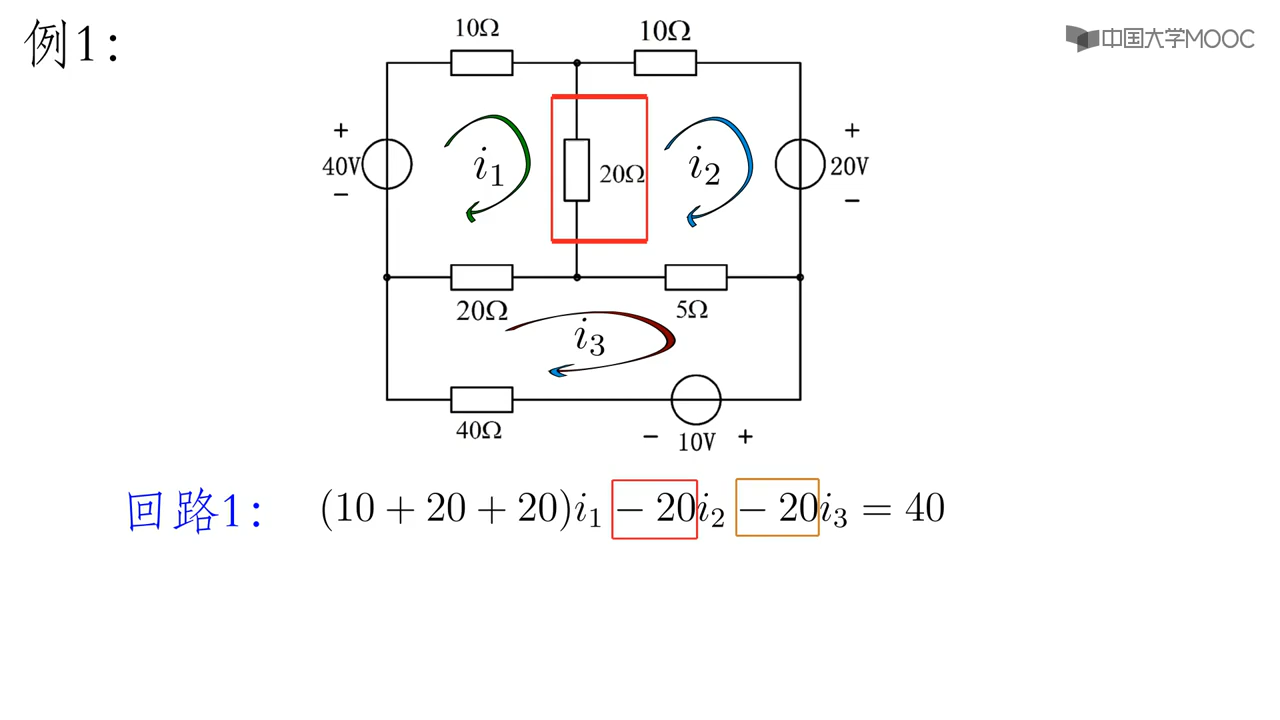 例1：
中国大学MOOC
10Ω
10Ω
+
40V
−
i₁
20Ω
i₂
+
20V
−
20Ω
5Ω
i₃
40Ω
− 10V +
回路1： (10 + 20 + 20)i₁ − 20i₂ − 20i₃ = 40